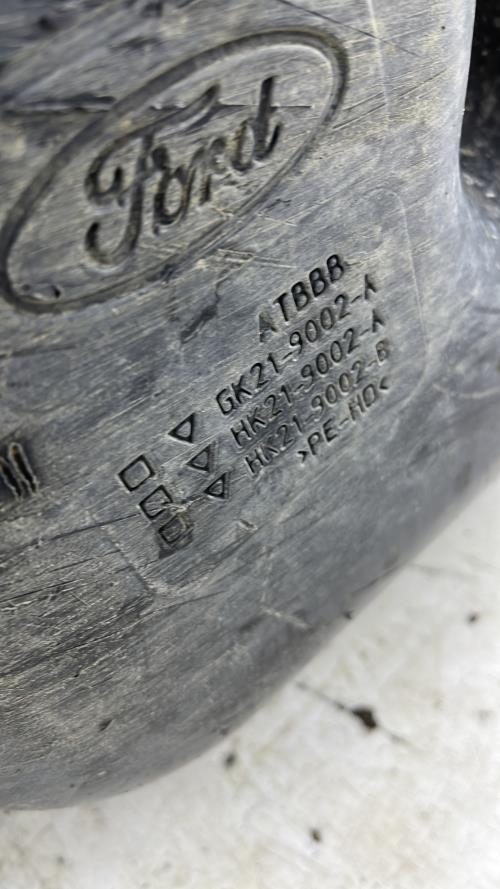 Ford
ATBBB
GK21-9002-A
HK21-9002-A
HK21-9002-B
>PE-HD<